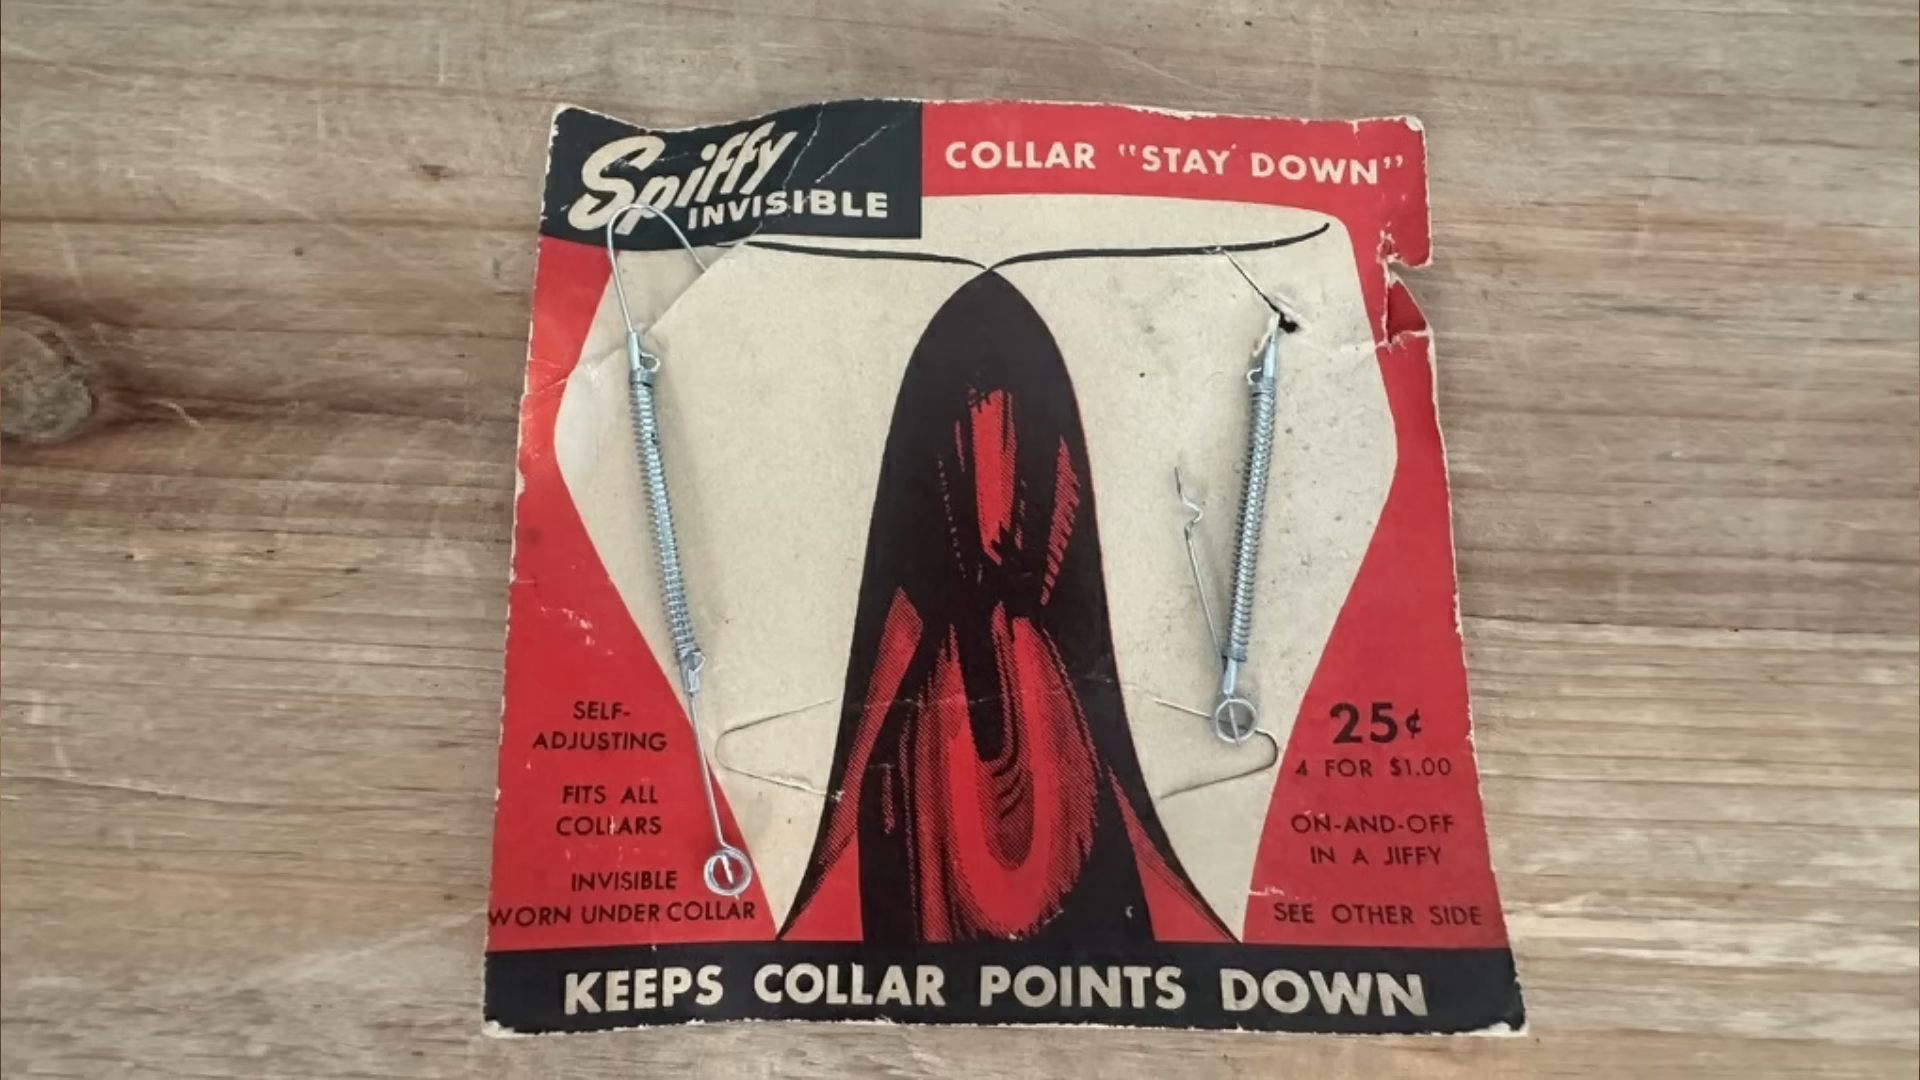 Spiffy
INVISIBLE
COLLAR "STAY DOWN"
SELF-
ADJUSTING
FITS ALL
COLLARS
INVISIBLE
WORN UNDER COLLAR
25¢
4 FOR $1.00
ON-AND-OFF
IN A JIFFY
SEE OTHER SIDE
KEEPS COLLAR POINTS DOWN